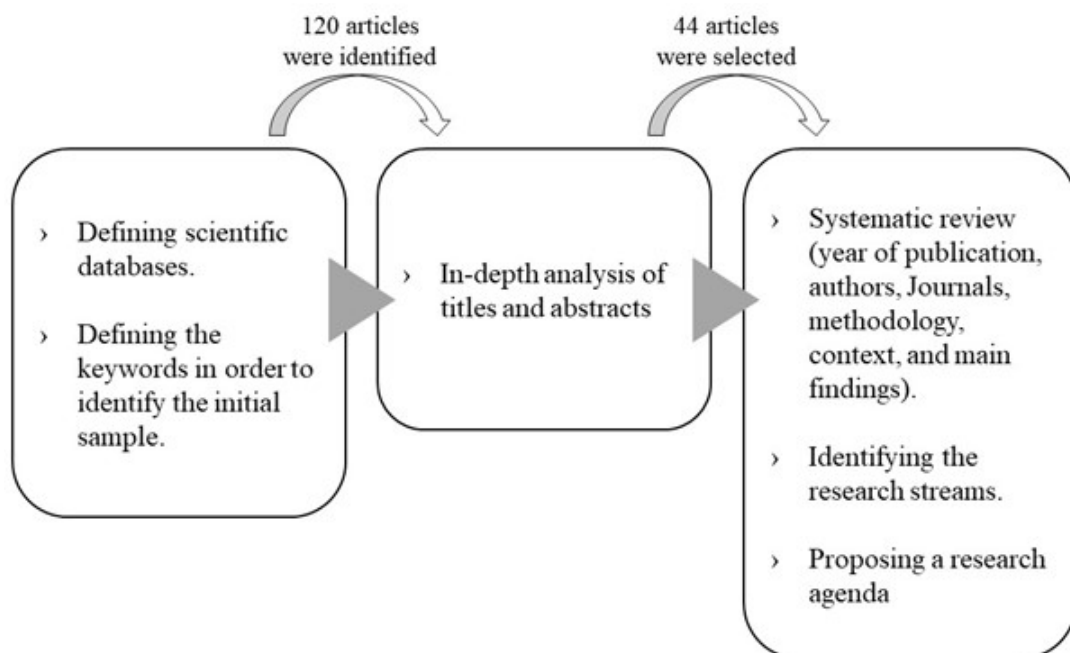 120 articles
were identified
44 articles
were selected
› Defining scientific
databases.
› Defining the
keywords in order to
identify the initial
sample.
› In-depth analysis of
titles and abstracts
› Systematic review
(year of publication,
authors, Journals,
methodology,
context, and main
findings).
› Identifying the
research streams.
› Proposing a research
agenda